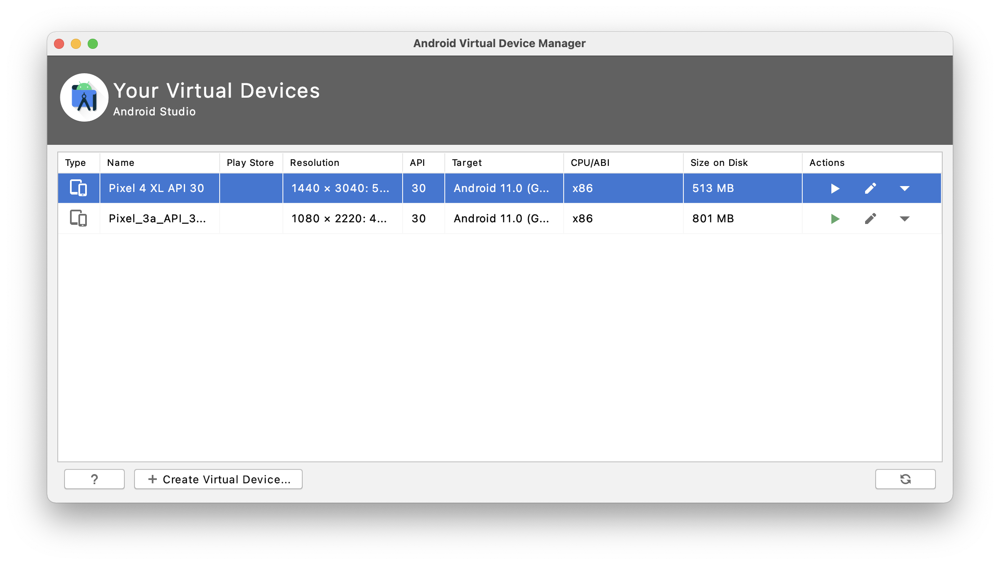 Android Virtual Device Manager
Your Virtual Devices
Android Studio
Type Name Play Store Resolution API Target CPU/ABI Size on Disk Actions
Pixel 4 XL API 30 1440 × 3040: 5... 30 Android 11.0 (G... x86 513 MB
Pixel_3a_API_3... 1080 × 2220: 4... 30 Android 11.0 (G... x86 801 MB
? + Create Virtual Device...